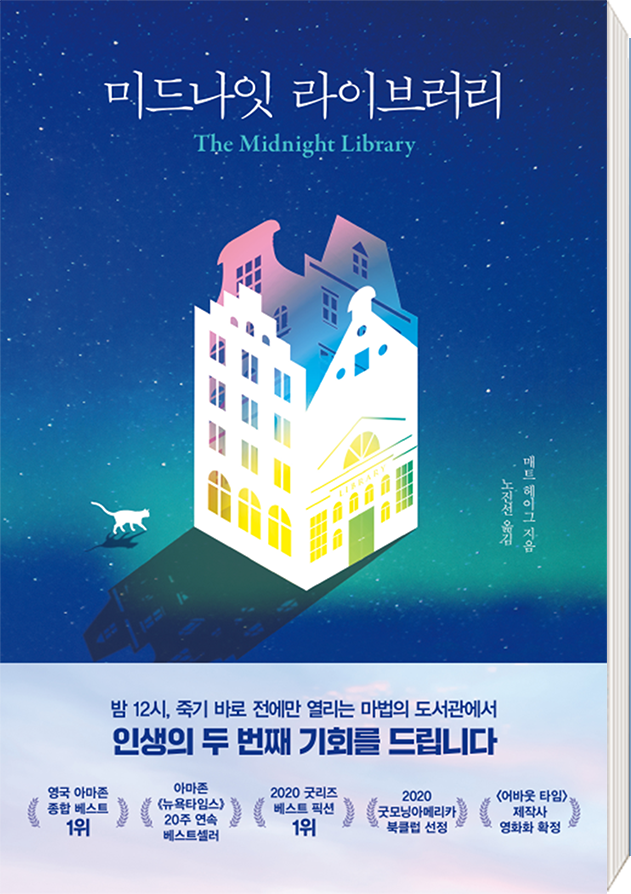 미드나잇 라이브러리
The Midnight Library
LIBRARY
매트 헤이그 지음
노진선 옮김
밤 12시, 죽기 바로 전에만 열리는 마법의 도서관에서
인생의 두 번째 기회를 드립니다
영국 아마존
종합 베스트
1위
아마존
《뉴욕타임스》
20주 연속
베스트셀러
2020 굿리즈
베스트 픽션
1위
2020
굿모닝아메리카
북클럽 선정
〈어바웃 타임〉
제작사
영화화 확정